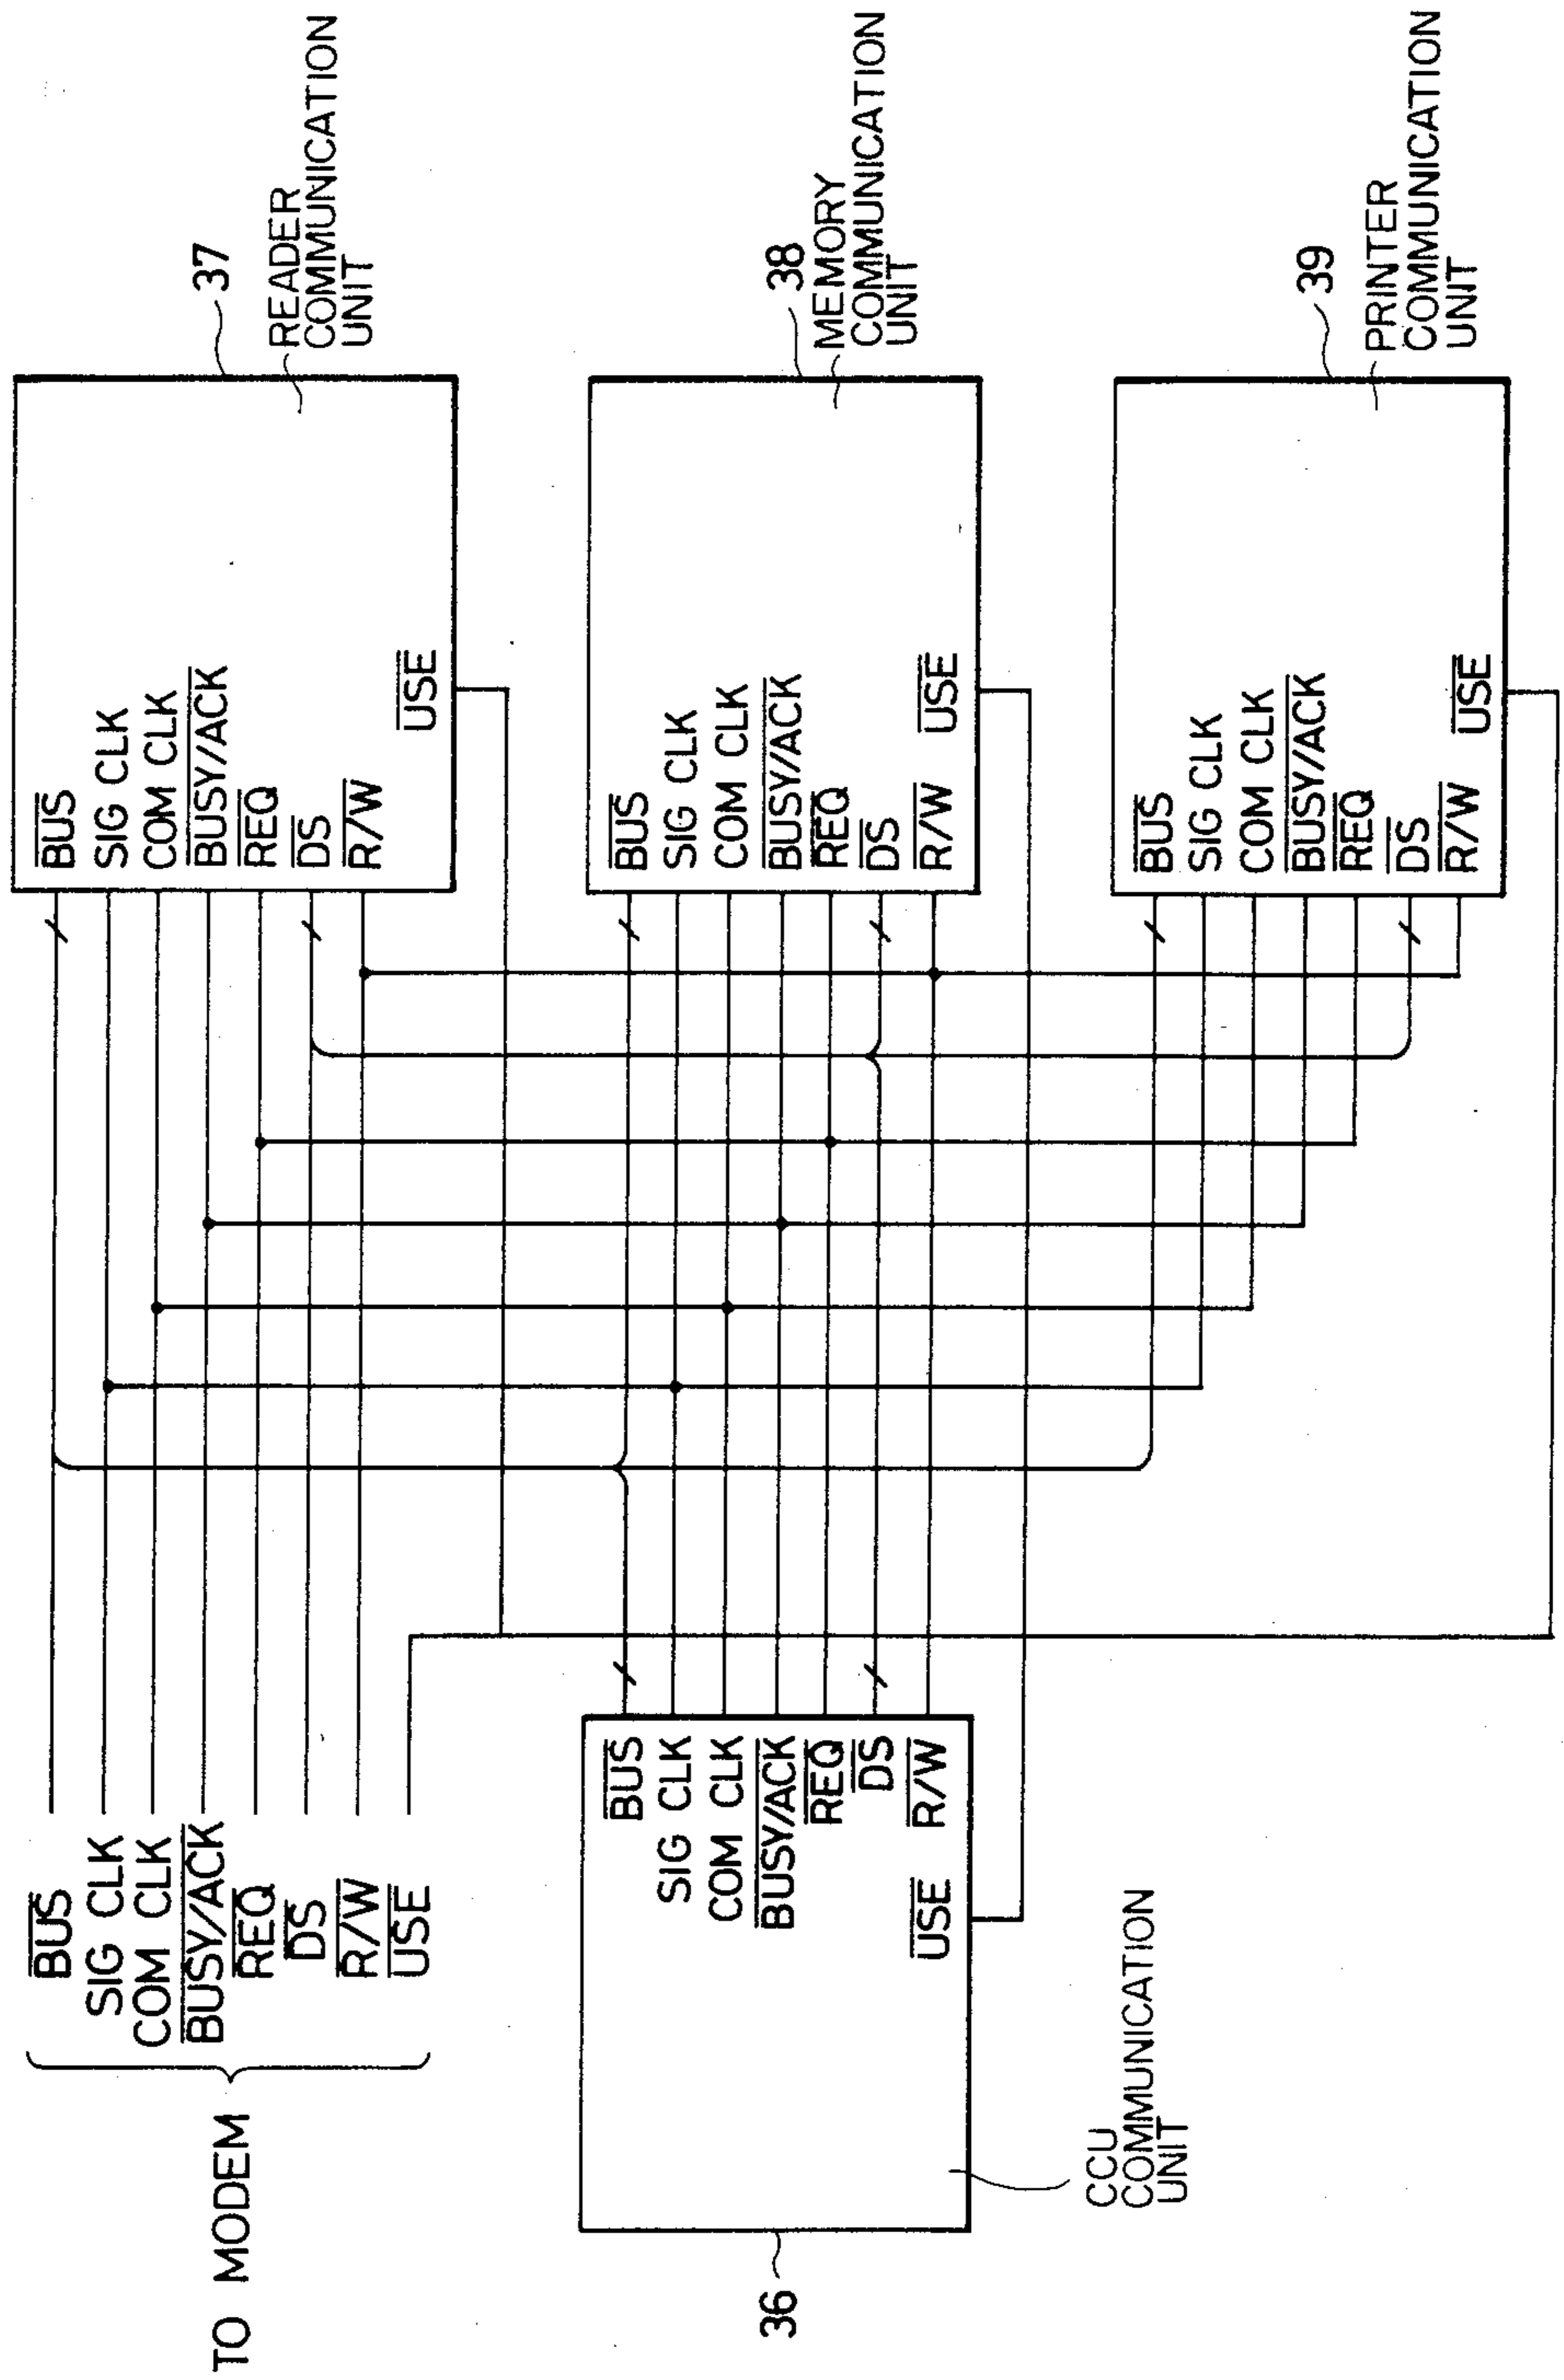 TO MODEM
BUS
SIG CLK
COM CLK
BUSY/ACK
REQ
DS
R/W
USE
37
READER
COMMUNICATION
UNIT
BUS
SIG CLK
COM CLK
BUSY/ACK
REQ
DS
R/W
USE
36
CCU
COMMUNICATION
UNIT
BUS
SIG CLK
COM CLK
BUSY/ACK
REQ
DS
R/W
USE
38
MEMORY
COMMUNICATION
UNIT
BUS
SIG CLK
COM CLK
BUSY/ACK
REQ
DS
R/W
USE
39
PRINTER
COMMUNICATION
UNIT
BUS
SIG CLK
COM CLK
BUSY/ACK
REQ
DS
R/W
USE